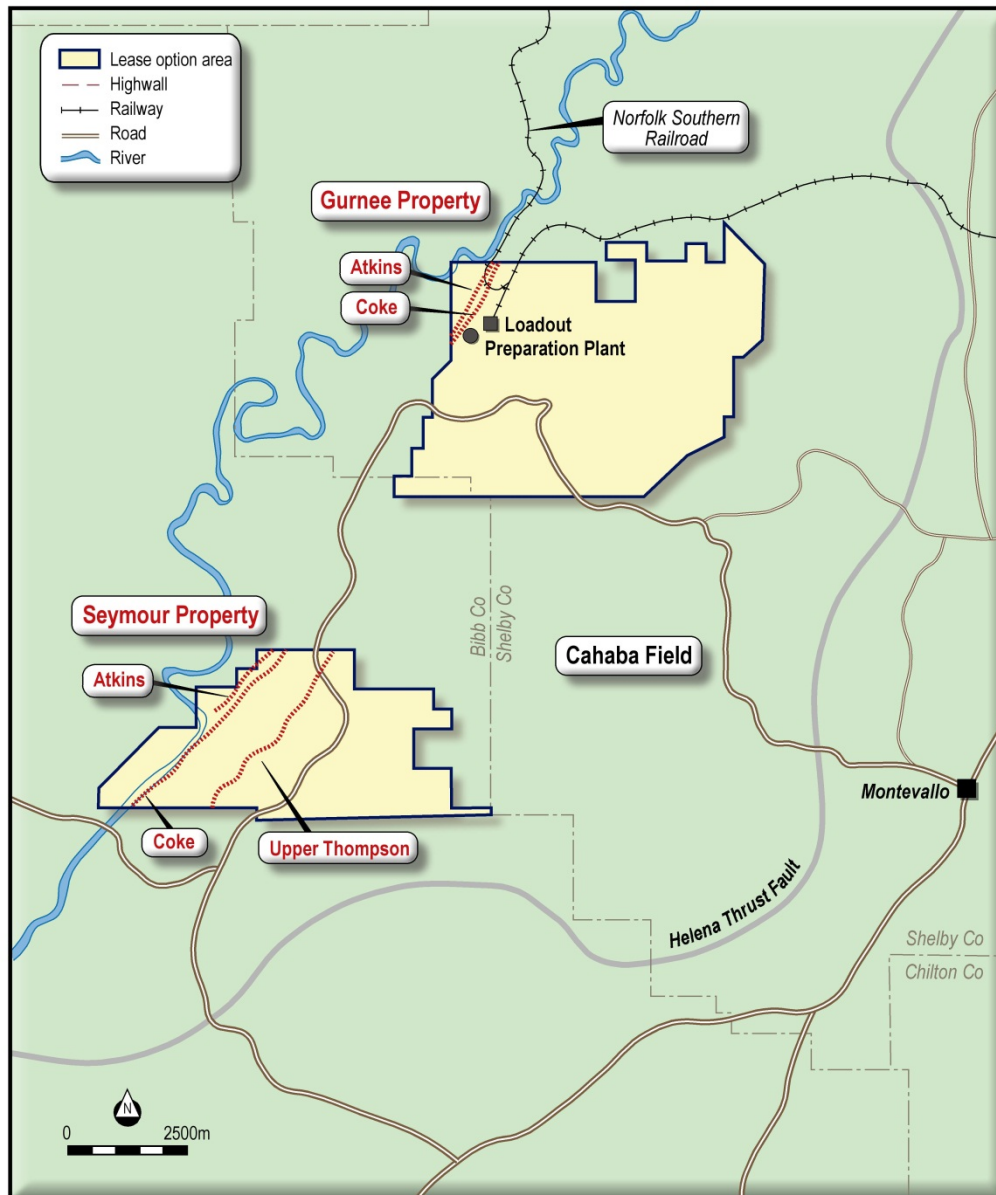 Lease option area
Highwall
Railway
Road
River
Norfolk Southern
Railroad
Gurnee Property
Atkins
Coke
Loadout
Preparation Plant
Seymour Property
Bibb Co
Shelby Co
Cahaba Field
Atkins
Montevallo
Coke
Upper Thompson
Helena Thrust Fault
Shelby Co
Chilton Co
N
0 2500m